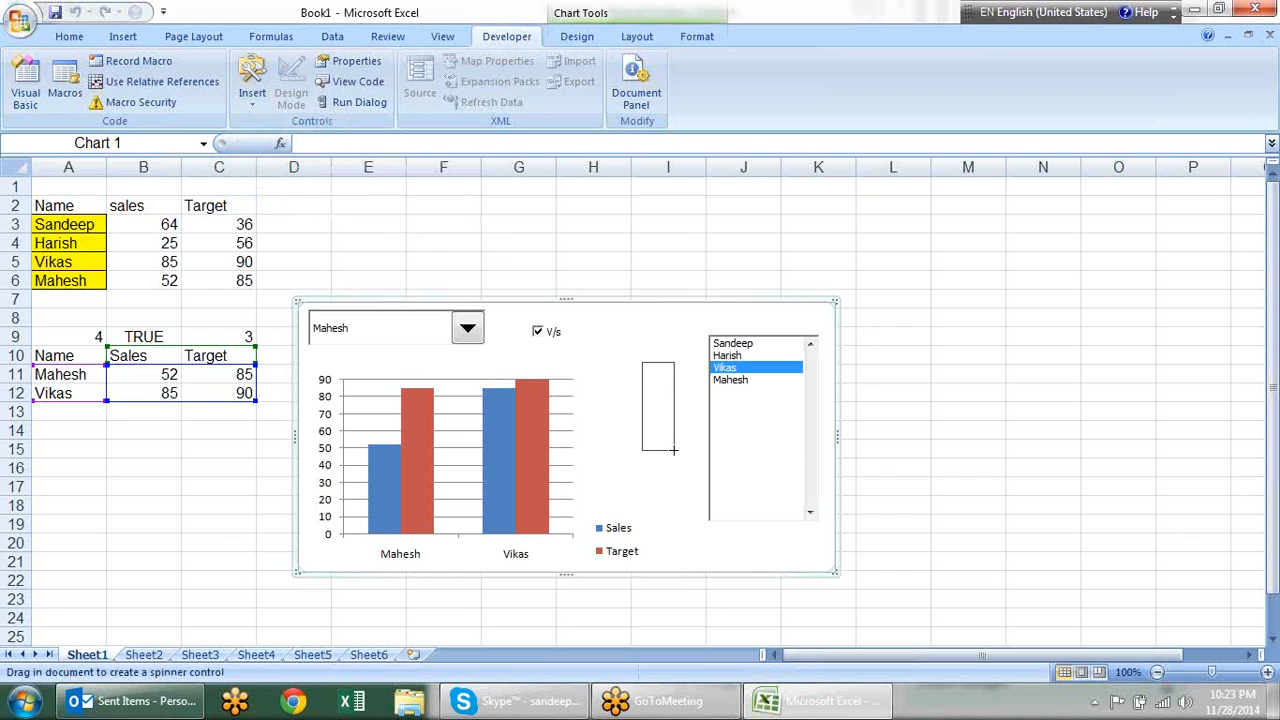 Book1 - Microsoft Excel
Chart Tools
EN English (United States)
Help
Home Insert Page Layout Formulas Data Review View Developer Design Layout Format
Visual Basic
Macros
Record Macro
Use Relative References
Macro Security
Code
Insert
Design Mode
Properties
View Code
Run Dialog
Controls
Source
Map Properties
Expansion Packs
Refresh Data
Import
Export
XML
Document Panel
Modify
Chart 1
fx
A B C D E F G H I J K L M N O P
1
2 Name sales Target
3 Sandeep 64 36
4 Harish 25 56
5 Vikas 85 90
6 Mahesh 52 85
7
8
9 4 TRUE 3
10 Name Sales Target
11 Mahesh 52 85
12 Vikas 85 90
13
14
15
16
17
18
19
20
21
22
23
24
25
Mahesh
V/s
Sandeep
Harish
Vikas
Mahesh
90
80
70
60
50
40
30
20
10
0
Mahesh Vikas
Sales
Target
Sheet1 Sheet2 Sheet3 Sheet4 Sheet5 Sheet6
Drag in document to create a spinner control
100%
Sent Items - Perso...
Skype™ - sandeep...
GoToMeeting
Microsoft Excel - ...
10:23 PM
11/28/2014